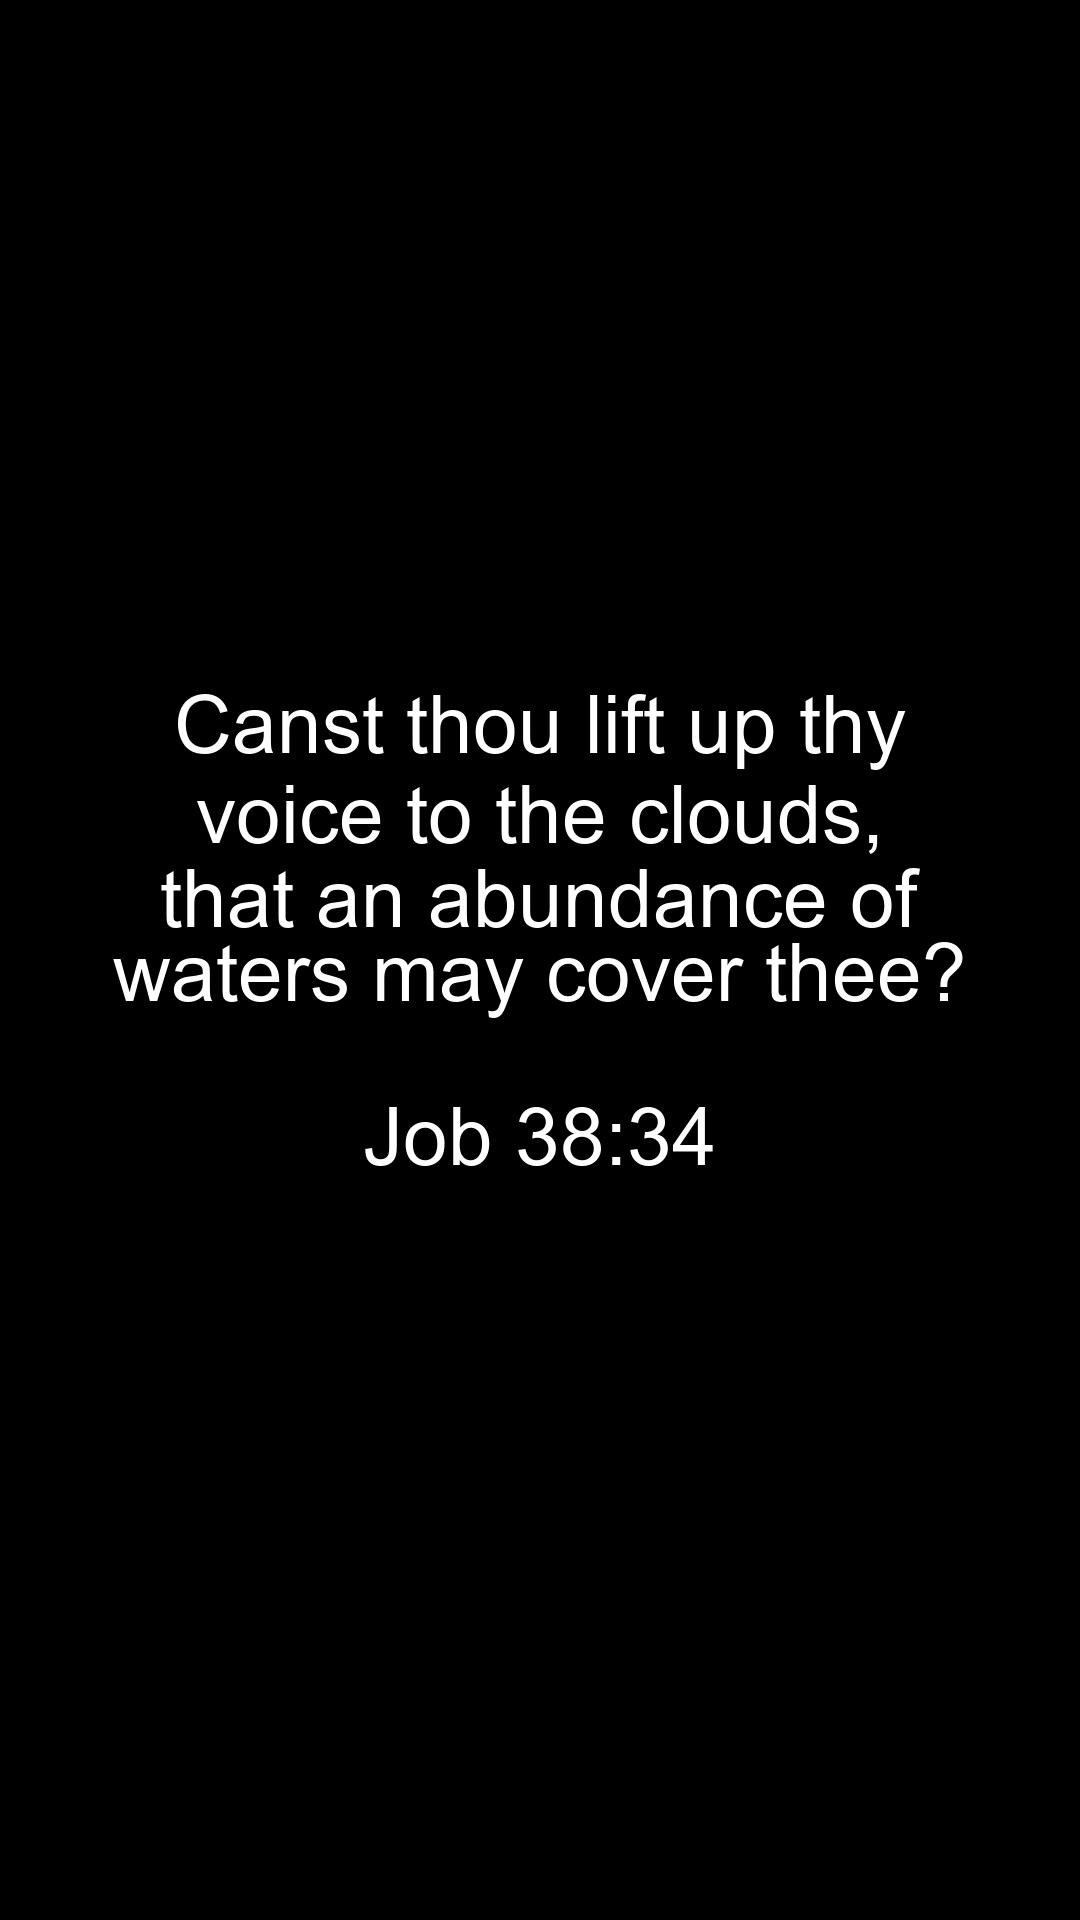 Canst thou lift up thy
voice to the clouds,
that an abundance of
waters may cover thee?
Job 38:34